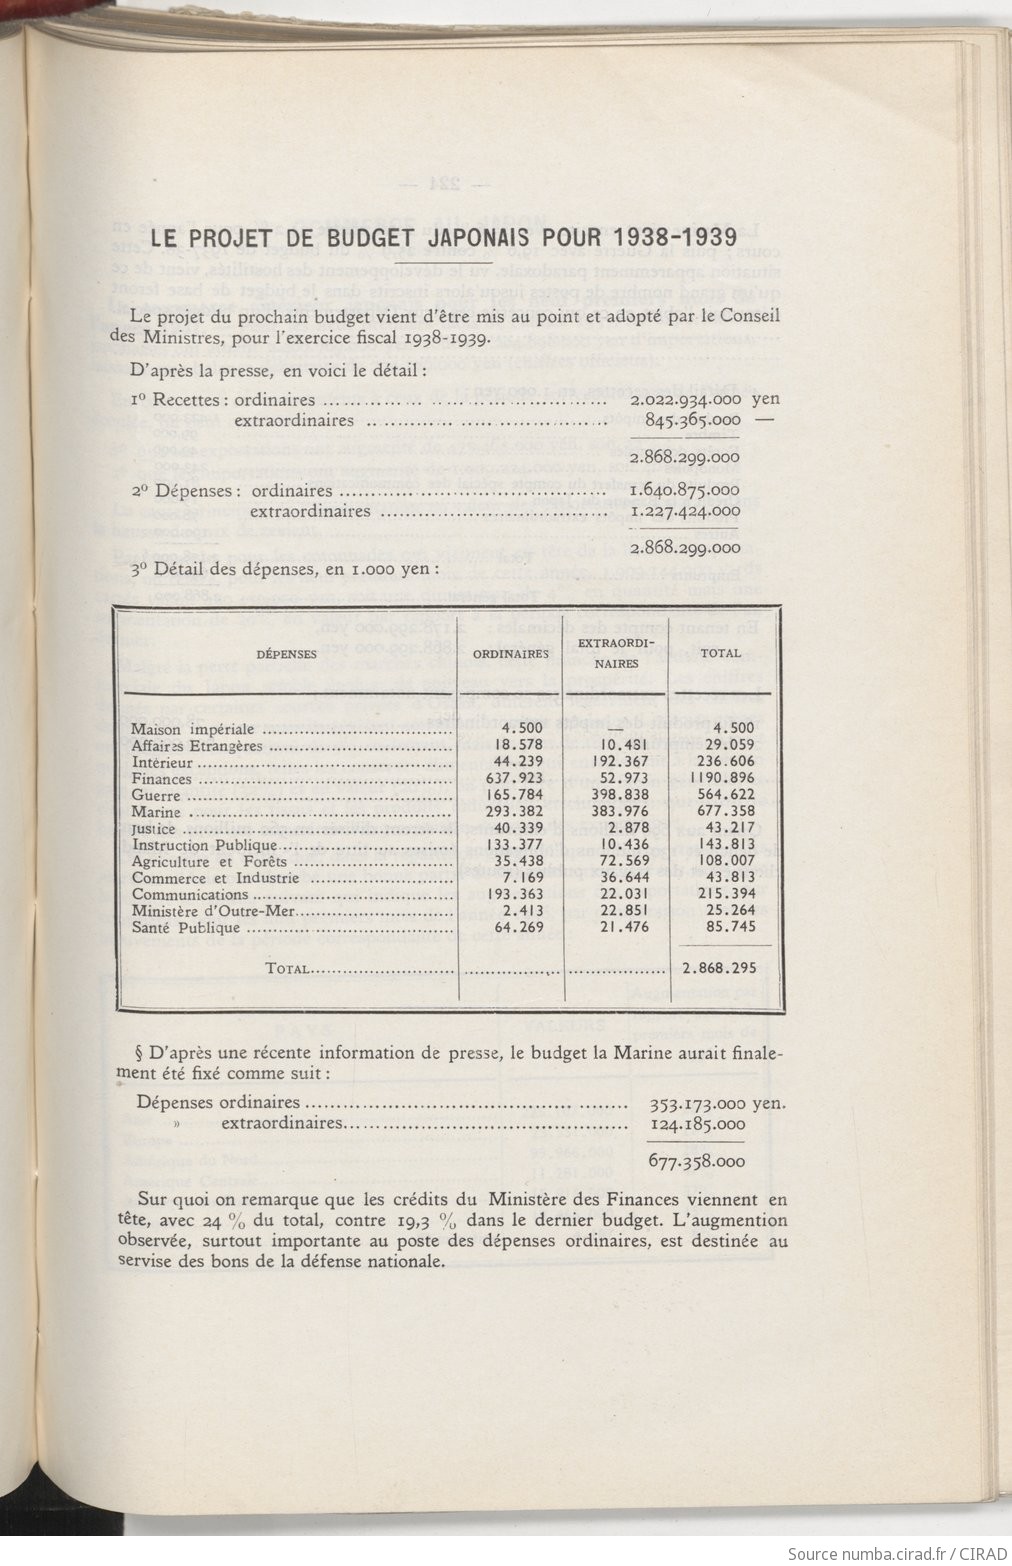 LE PROJET DE BUDGET JAPONAIS POUR 1938-1939
Le projet du prochain budget vient d'être mis au point et adopté par le Conseil
des Ministres, pour l'exercice fiscal 1938-1939.
D'après la presse, en voici le détail :
1º Recettes : ordinaires ........................................ 2.022.934.000 yen
extraordinaires ........................................ 845.365.000 —
2.868.299.000
2º Dépenses : ordinaires ........................................ 1.640.875.000
extraordinaires ........................................ 1.227.424.000
2.868.299.000
3º Détail des dépenses, en 1.000 yen :
DÉPENSES ORDINAIRES EXTRAORDI-NAIRES TOTAL
Maison impériale ........................ 4.500 — 4.500
Affaires Etrangères ........................ 18.578 10.481 29.059
Intérieur ........................ 44.239 192.367 236.606
Finances ........................ 637.923 52.973 1190.896
Guerre ........................ 165.784 398.838 564.622
Marine ........................ 293.382 383.976 677.358
Justice ........................ 40.339 2.878 43.217
Instruction Publique ........................ 133.377 10.436 143.813
Agriculture et Forêts ........................ 35.438 72.569 108.007
Commerce et Industrie ........................ 7.169 36.644 43.813
Communications ........................ 193.363 22.031 215.394
Ministère d'Outre-Mer ........................ 2.413 22.851 25.264
Santé Publique ........................ 64.269 21.476 85.745
TOTAL ........................ 2.868.295
§ D'après une récente information de presse, le budget la Marine aurait finale-
ment été fixé comme suit :
Dépenses ordinaires ........................................ 353.173.000 yen.
» extraordinaires ........................................ 124.185.000
677.358.000
Sur quoi on remarque que les crédits du Ministère des Finances viennent en
tête, avec 24 % du total, contre 19,3 % dans le dernier budget. L'augmention
observée, surtout importante au poste des dépenses ordinaires, est destinée au
servise des bons de la défense nationale.
Source numba.cirad.fr / CIRAD